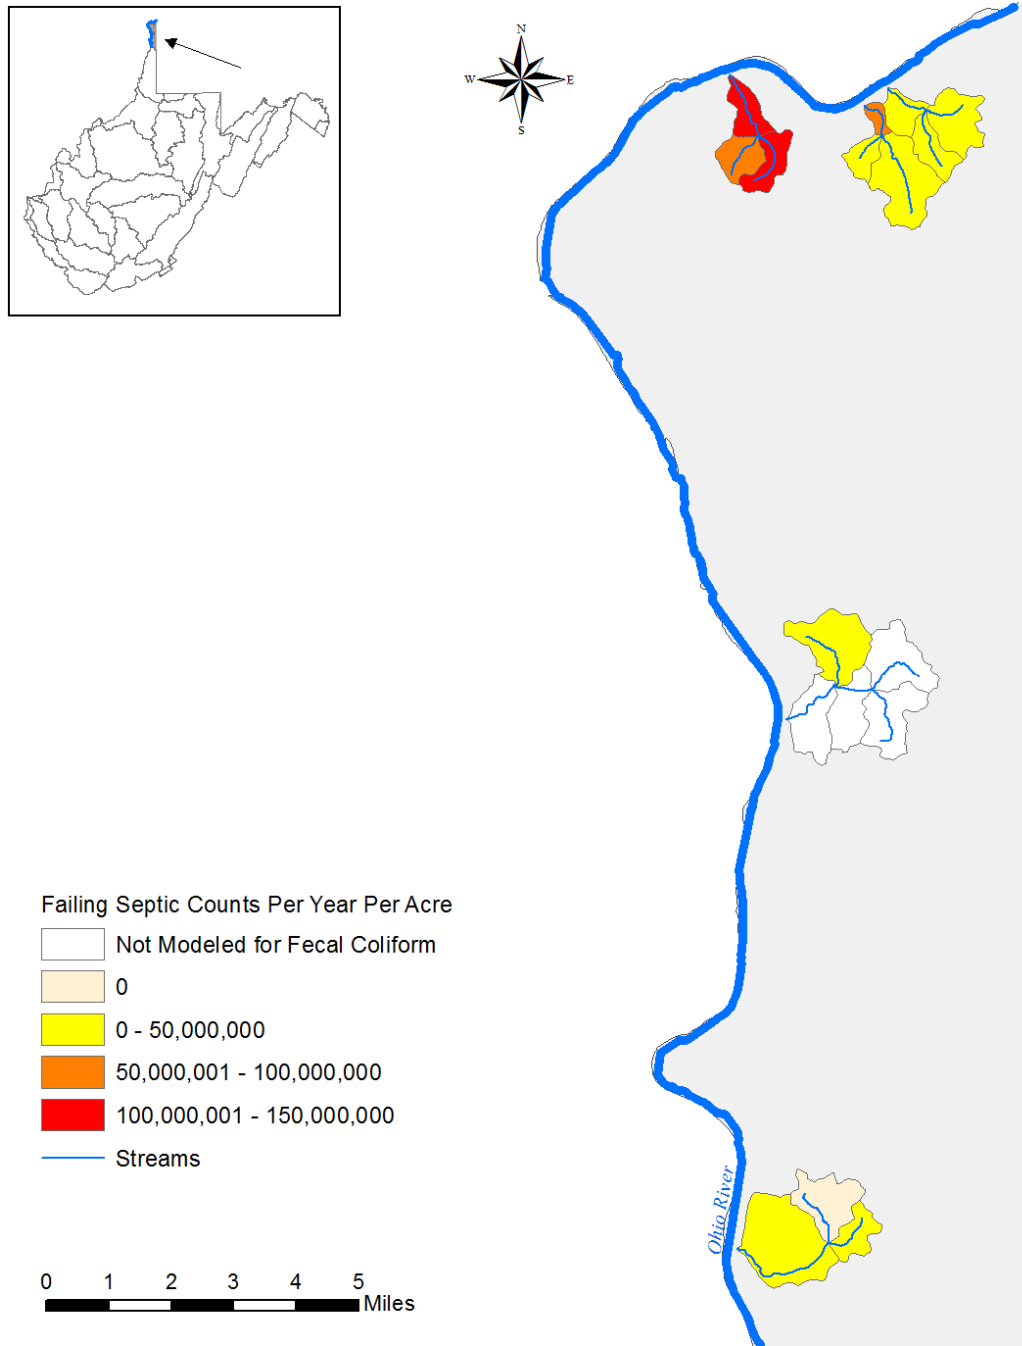 N
W
E
S
Failing Septic Counts Per Year Per Acre
Not Modeled for Fecal Coliform
0
0 - 50,000,000
50,000,001 - 100,000,000
100,000,001 - 150,000,000
Streams
Ohio River
0 1 2 3 4 5
Miles